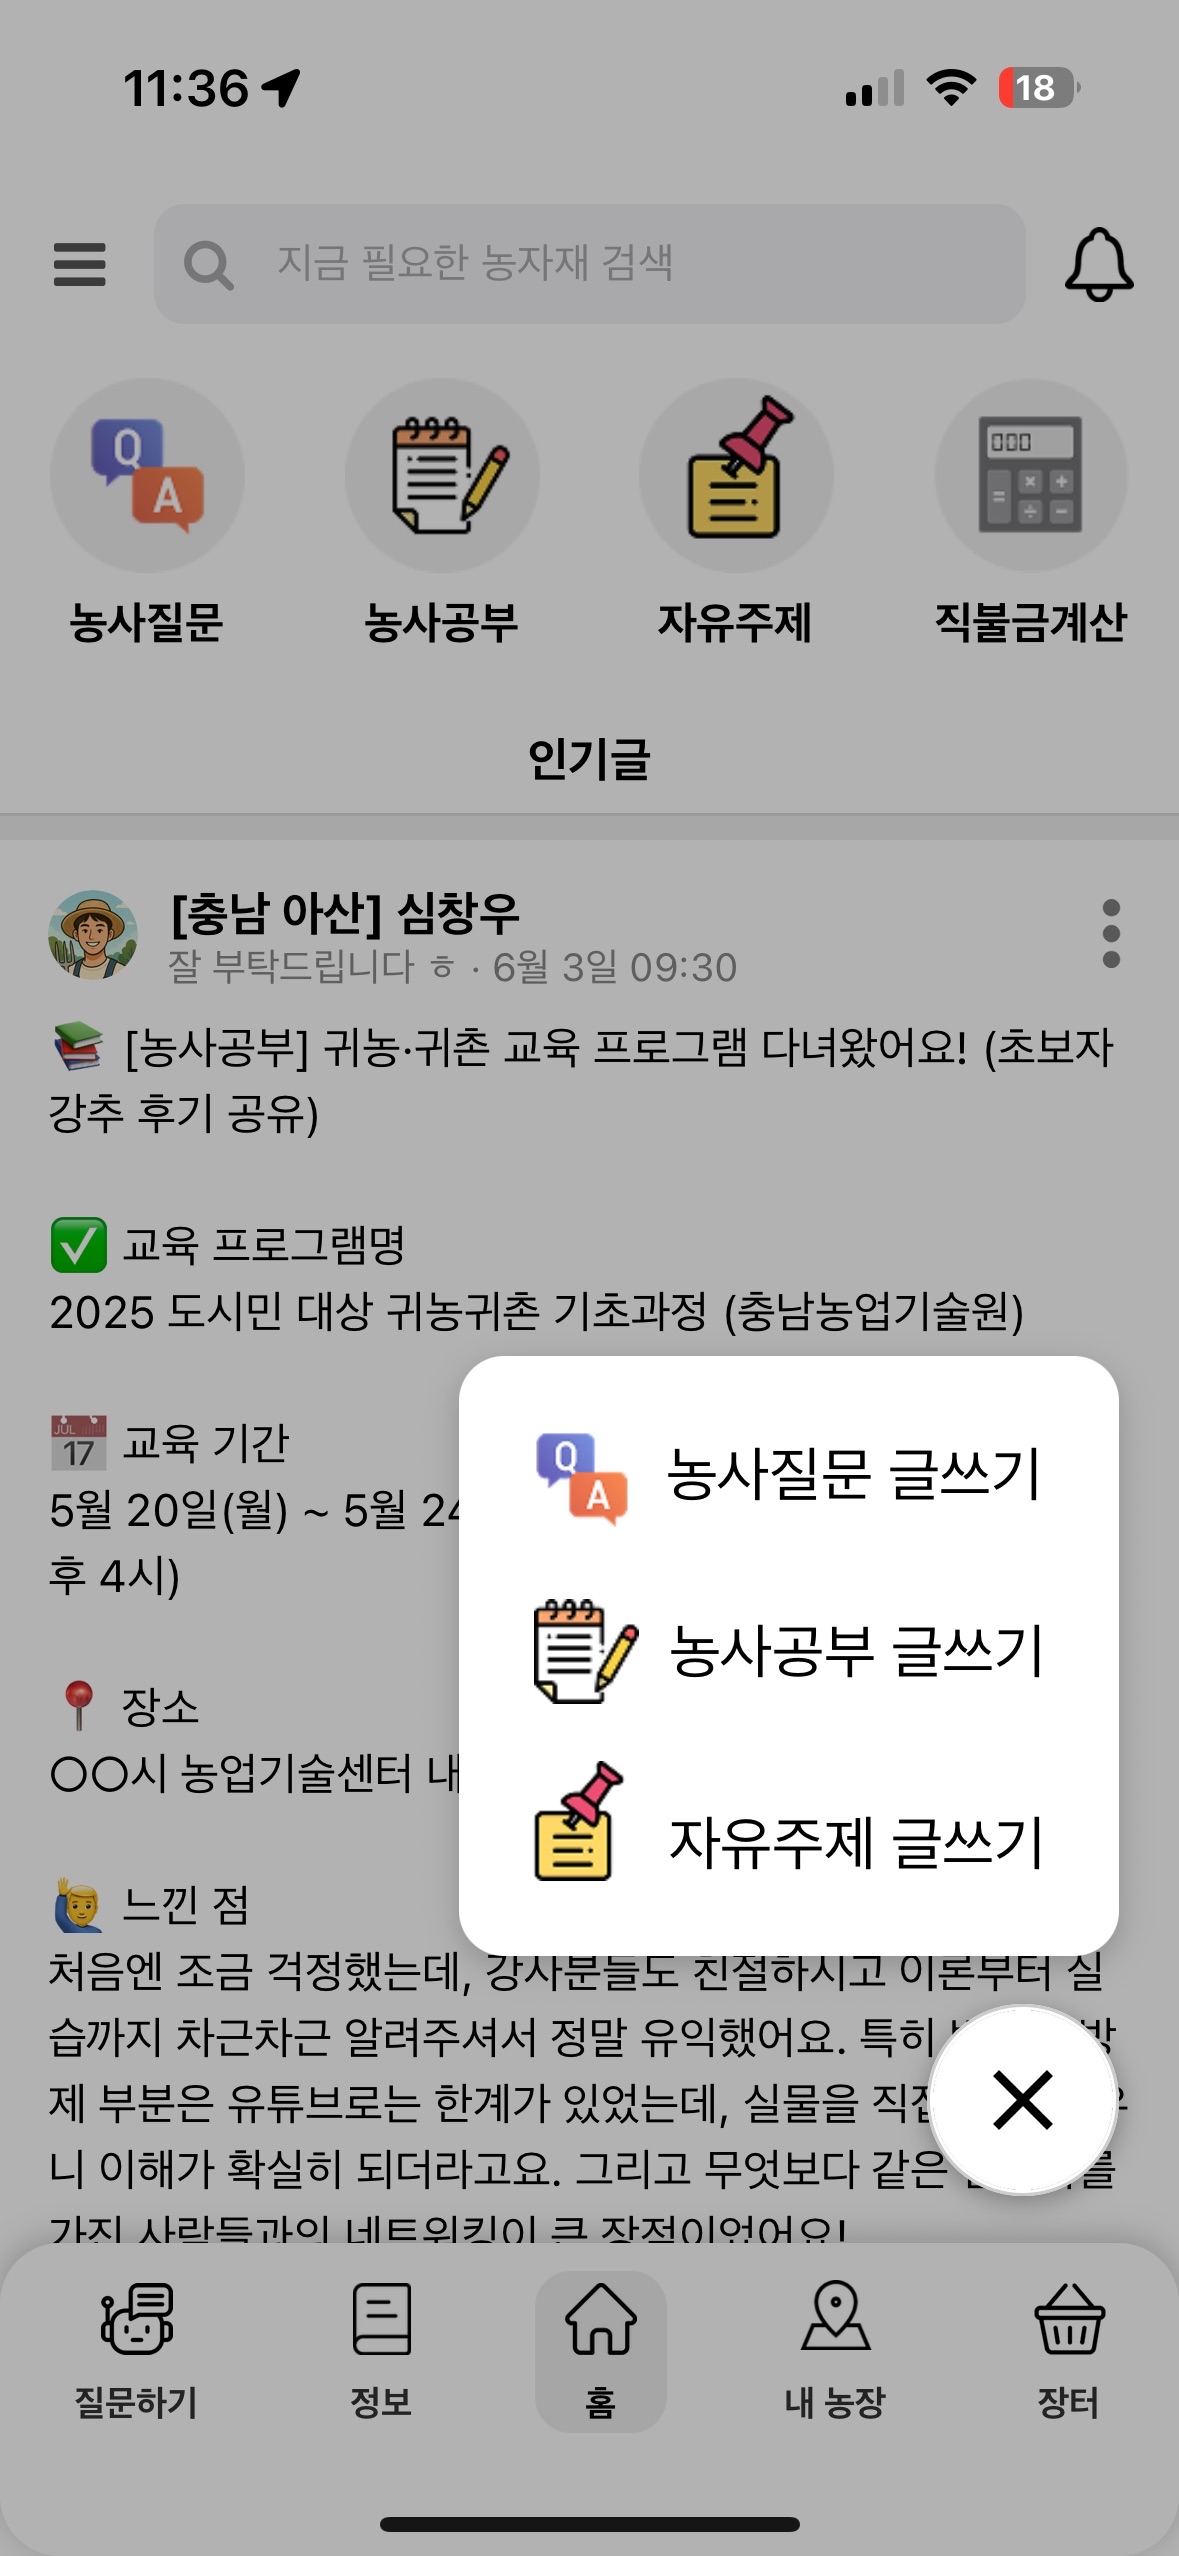 11:36
18
지금 필요한 농자재 검색
Q
A
농사질문
농사공부
자유주제
직불금계산
인기글
[충남 아산] 심창우
잘 부탁드립니다 ㅎ · 6월 3일 09:30
[농사공부] 귀농·귀촌 교육 프로그램 다녀왔어요! (초보자
강추 후기 공유)
교육 프로그램명
2025 도시민 대상 귀농귀촌 기초과정 (충남농업기술원)
JUL
17
교육 기간
5월 20일(월) ~ 5월 24
후 4시)
장소
○○시 농업기술센터 내
느낀 점
처음엔 조금 걱정했는데, 강사분들도 친절하시고 이론부터 실
습까지 차근차근 알려주셔서 정말 유익했어요. 특히
제 부분은 유튜브로는 한계가 있었는데, 실물을
니 이해가 확실히 되더라고요. 그리고 무엇보다 같은
가진 사람들과의 네트워킹이 큰 장점이었어요!
Q
A
농사질문 글쓰기
농사공부 글쓰기
자유주제 글쓰기
질문하기
정보
홈
내 농장
장터